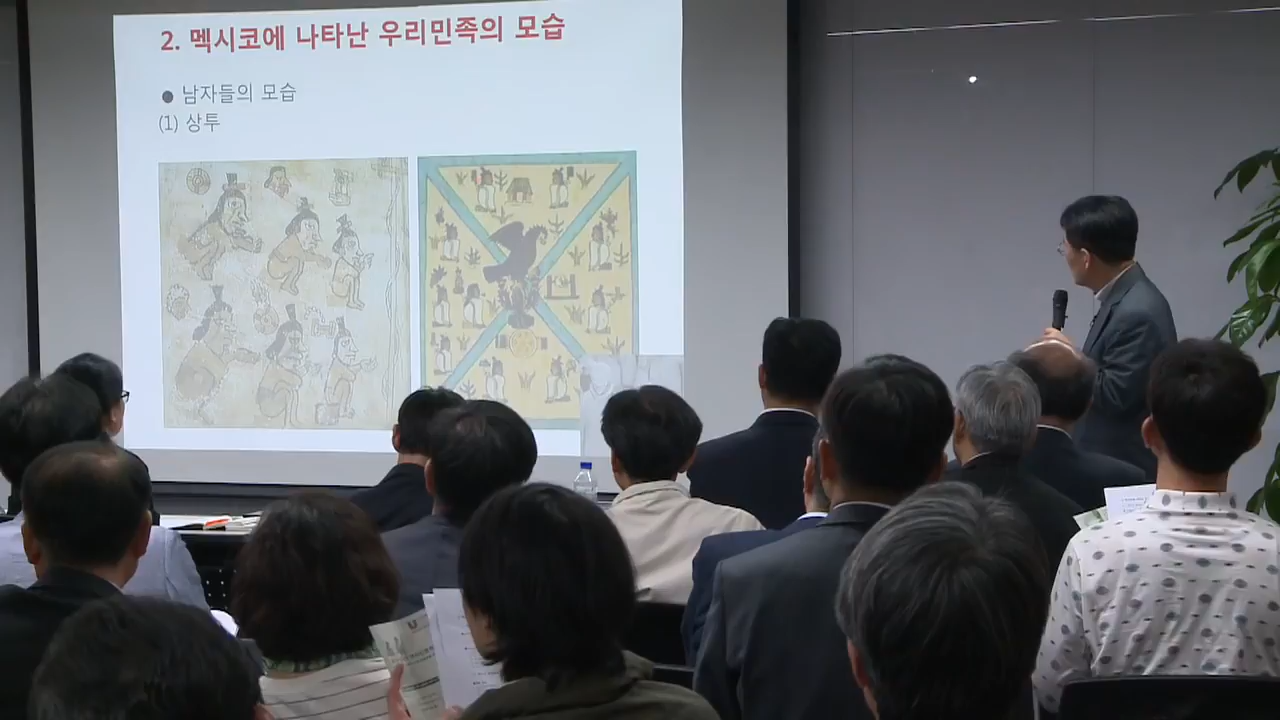 2. 멕시코에 나타난 우리민족의 모습
● 남자들의 모습
(1) 상투